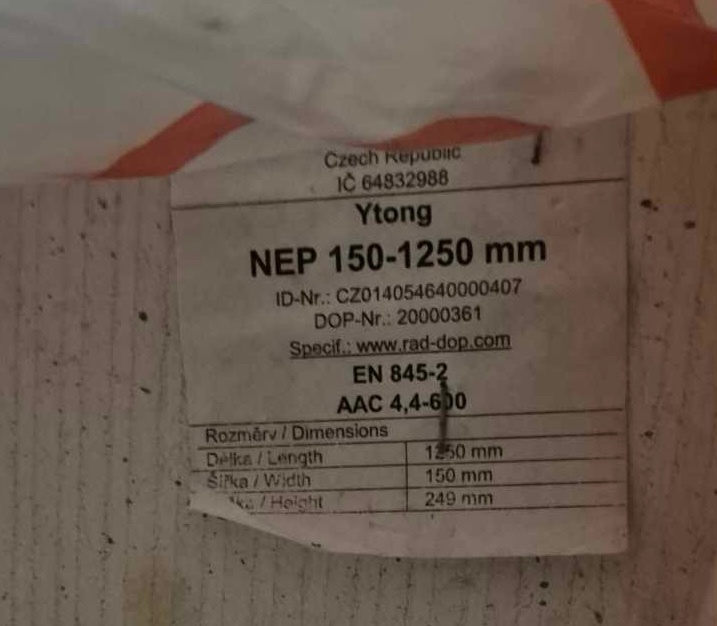 Czech Republic
IČ 64832988
Ytong
NEP 150-1250 mm
ID-Nr.: CZ014054640000407
DOP-Nr.: 20000361
Specif.: www.rad-dop.com
EN 845-2
AAC 4,4-600
Rozměry / Dimensions
Délka / Length 1250 mm
Šířka / Width 150 mm
/ Height 249 mm